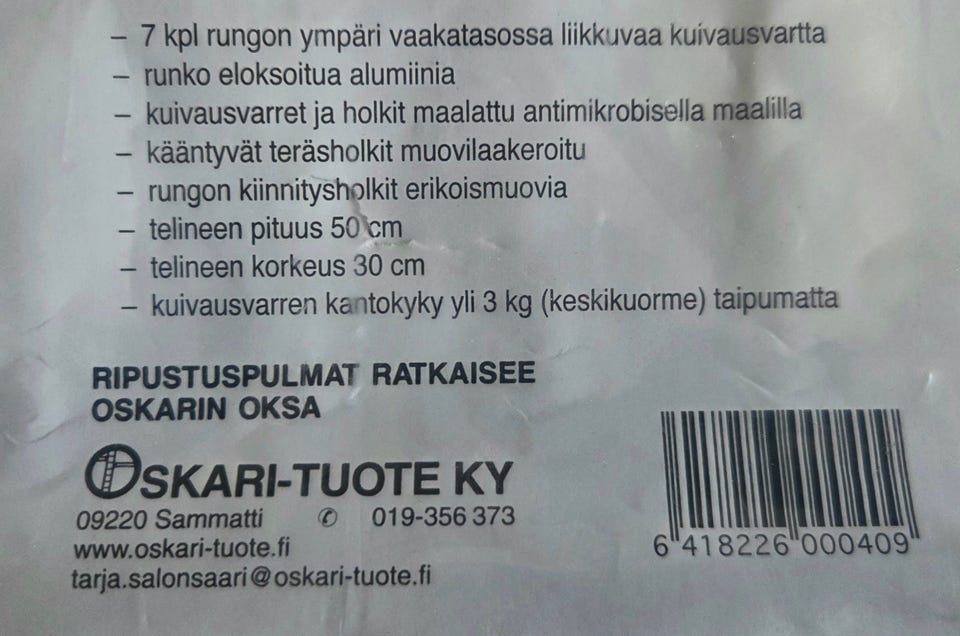 – 7 kpl rungon ympäri vaakatasossa liikkuvaa kuivausvartta
– runko eloksoitua alumiinia
– kuivausvarret ja holkit maalattu antimikrobisella maalilla
– kääntyvät teräsholkit muovilaakeroitu
– rungon kiinnitysholkit erikoismuovia
– telineen pituus 50 cm
– telineen korkeus 30 cm
– kuivausvarren kantokyky yli 3 kg (keskikuorme) taipumatta
RIPUSTUSPULMAT RATKAISEE
OSKARIN OKSA
OSKARI-TUOTE KY
09220 Sammatti ✆ 019-356 373
www.oskari-tuote.fi
tarja.salonsaari@oskari-tuote.fi
6 418226 000409